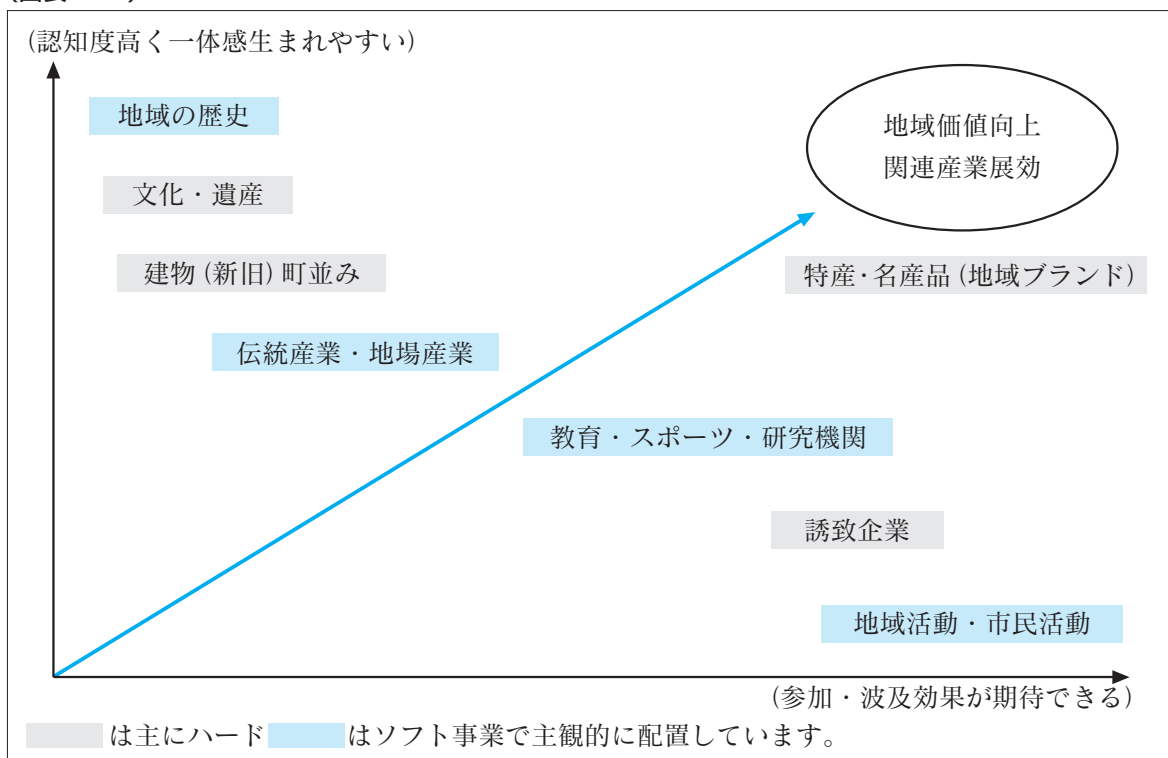 (認知度高く一体感生まれやすい)
地域の歴史
地域価値向上
関連産業展効
文化・遺産
建物(新旧)町並み
特産・名産品(地域ブランド)
伝統産業・地場産業
教育・スポーツ・研究機関
誘致企業
地域活動・市民活動
(参加・波及効果が期待できる)
は主にハード はソフト事業で主観的に配置しています。